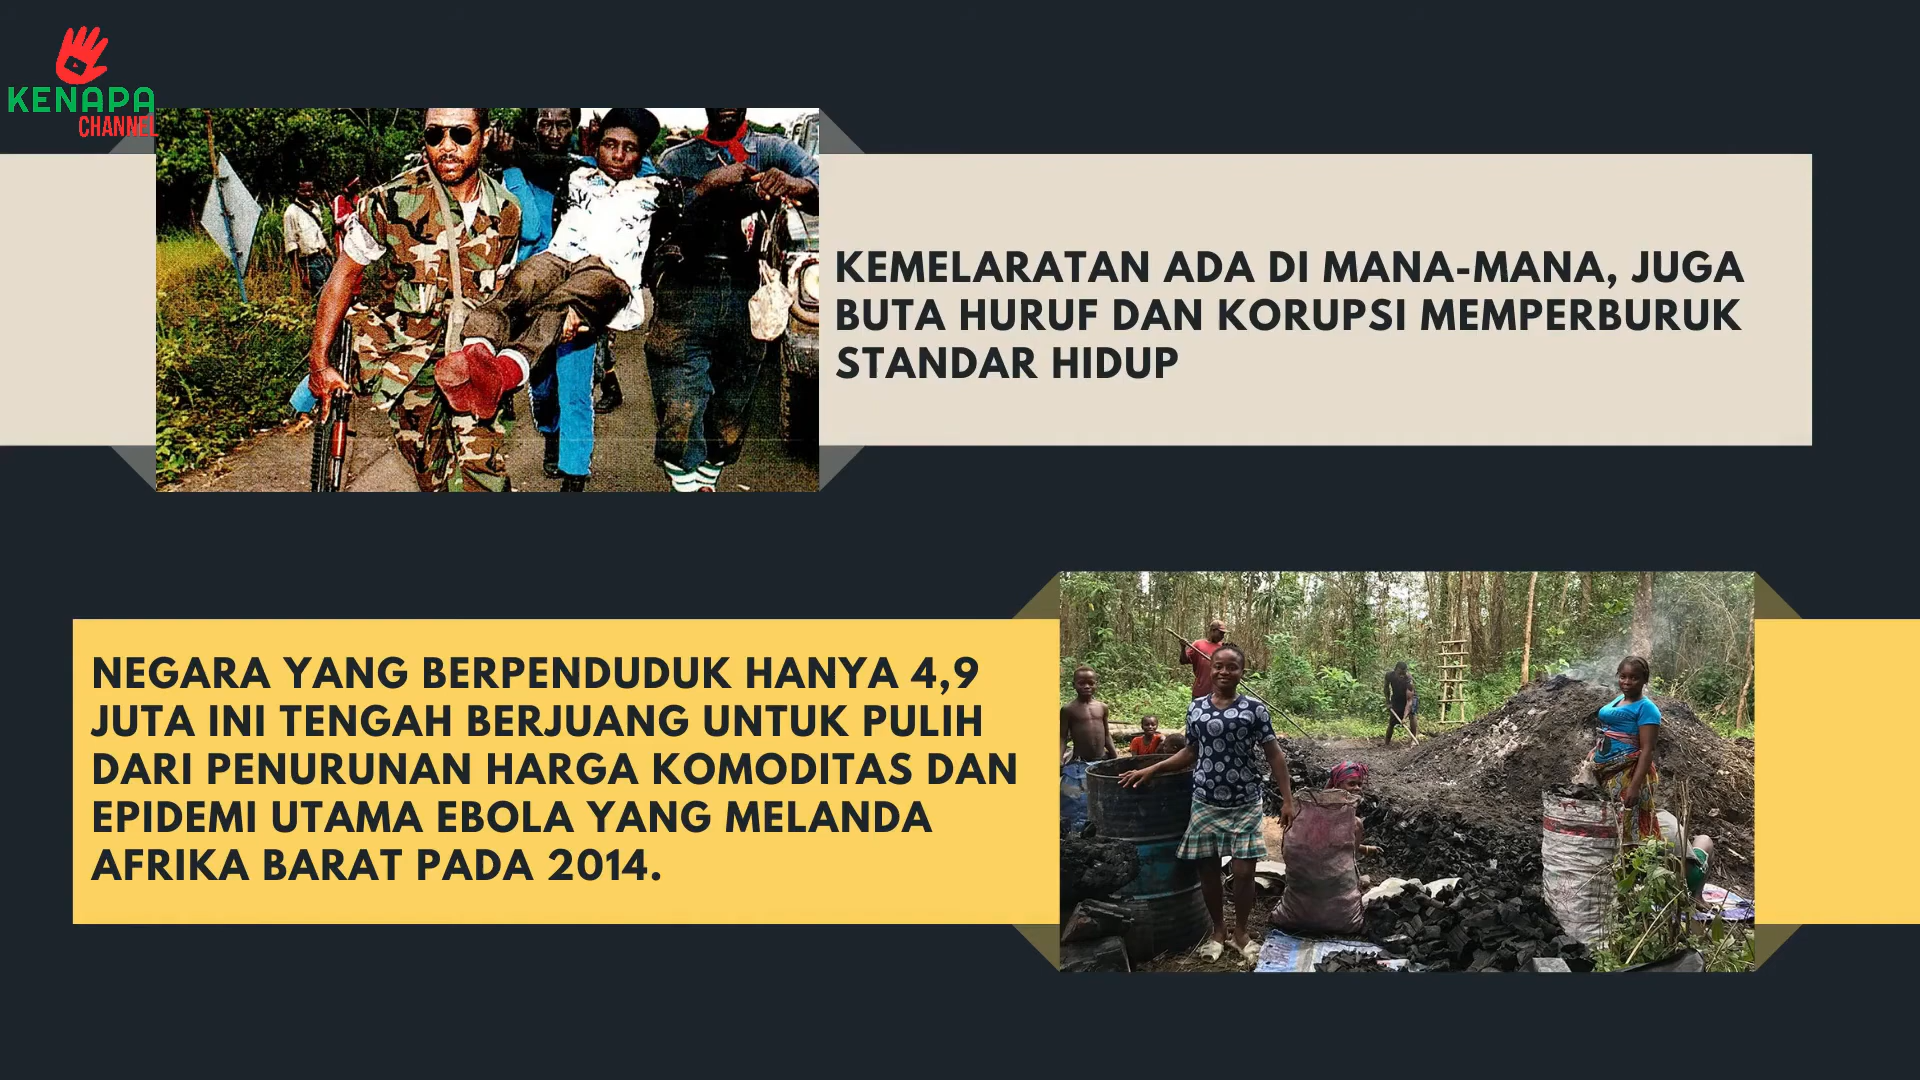 KENAPA
CHANNEL
KEMELARATAN ADA DI MANA-MANA, JUGA
BUTA HURUF DAN KORUPSI MEMPERBURUK
STANDAR HIDUP
NEGARA YANG BERPENDUDUK HANYA 4,9
JUTA INI TENGAH BERJUANG UNTUK PULIH
DARI PENURUNAN HARGA KOMODITAS DAN
EPIDEMI UTAMA EBOLA YANG MELANDA
AFRIKA BARAT PADA 2014.